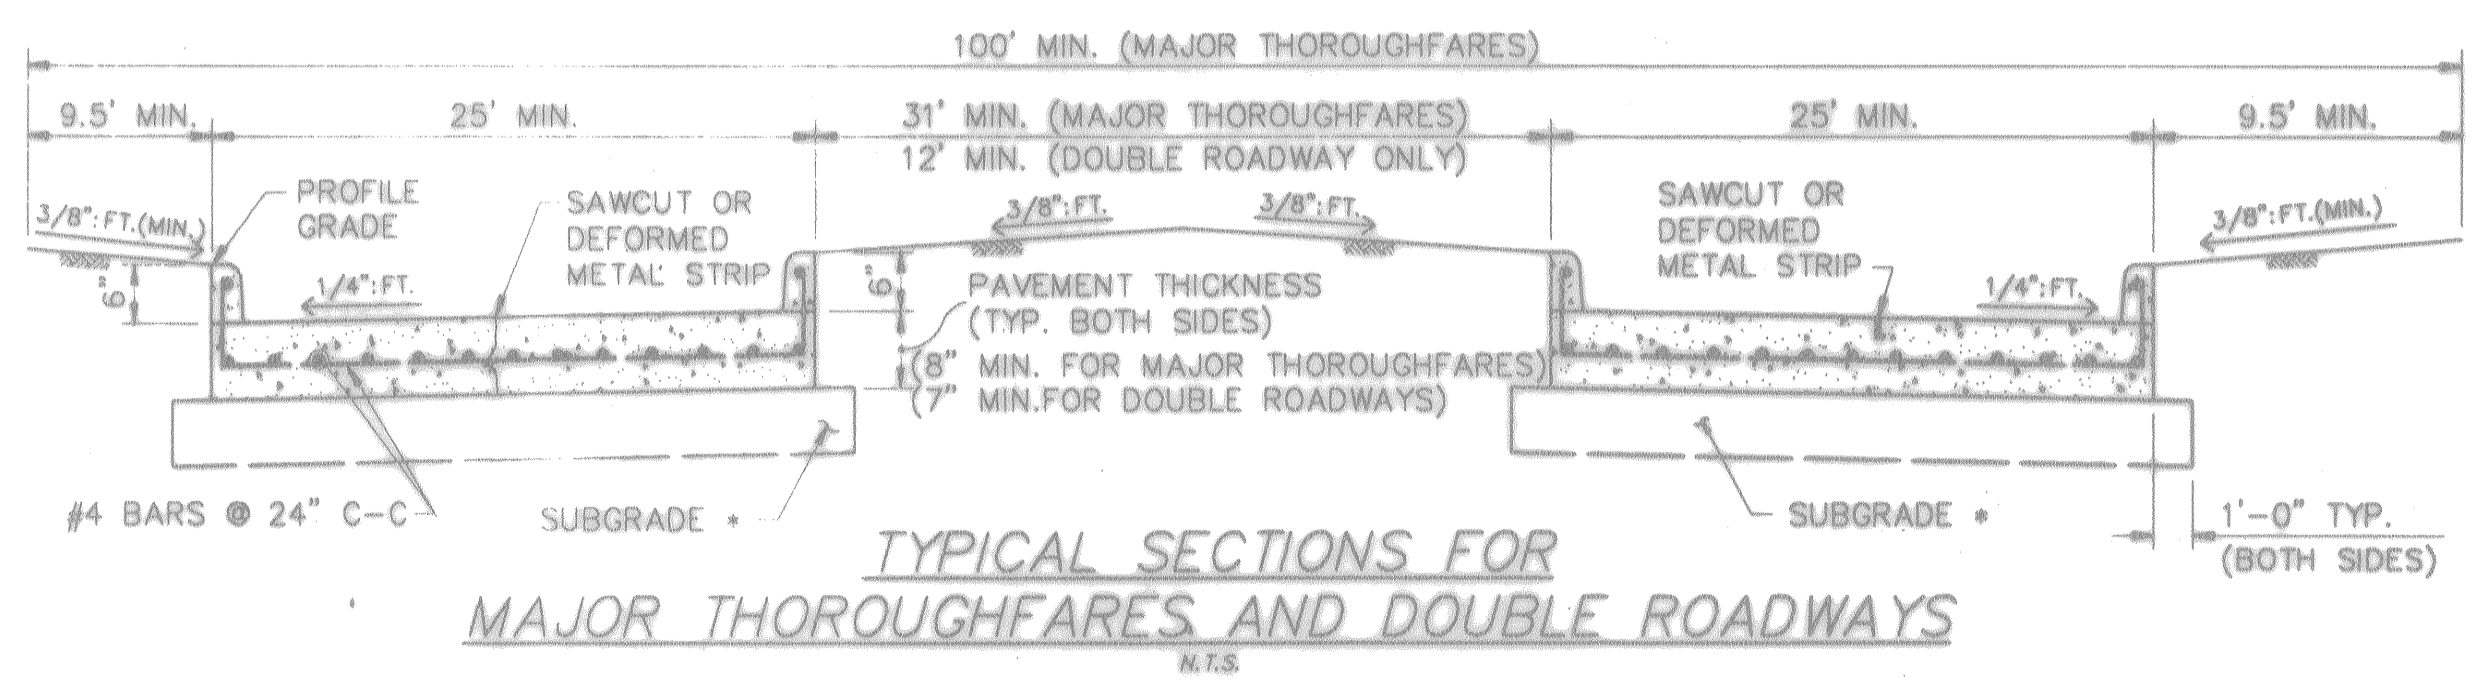 100' MIN. (MAJOR THOROUGHFARES)
9.5' MIN.
25' MIN.
31' MIN. (MAJOR THOROUGHFARES)
12' MIN. (DOUBLE ROADWAY ONLY)
25' MIN.
9.5' MIN.
3/8":FT.(MIN.)
PROFILE
GRADE
SAWCUT OR
DEFORMED
METAL STRIP
3/8":FT.
3/8":FT.
SAWCUT OR
DEFORMED
METAL STRIP
3/8":FT.(MIN.)
6"
1/4":FT.
6"
PAVEMENT THICKNESS
(TYP. BOTH SIDES)
(8" MIN. FOR MAJOR THOROUGHFARES)
(7" MIN.FOR DOUBLE ROADWAYS)
1/4":FT.
#4 BARS @ 24" C-C
SUBGRADE *
SUBGRADE *
1'-0" TYP.
(BOTH SIDES)
TYPICAL SECTIONS FOR
MAJOR THOROUGHFARES AND DOUBLE ROADWAYS
N.T.S.